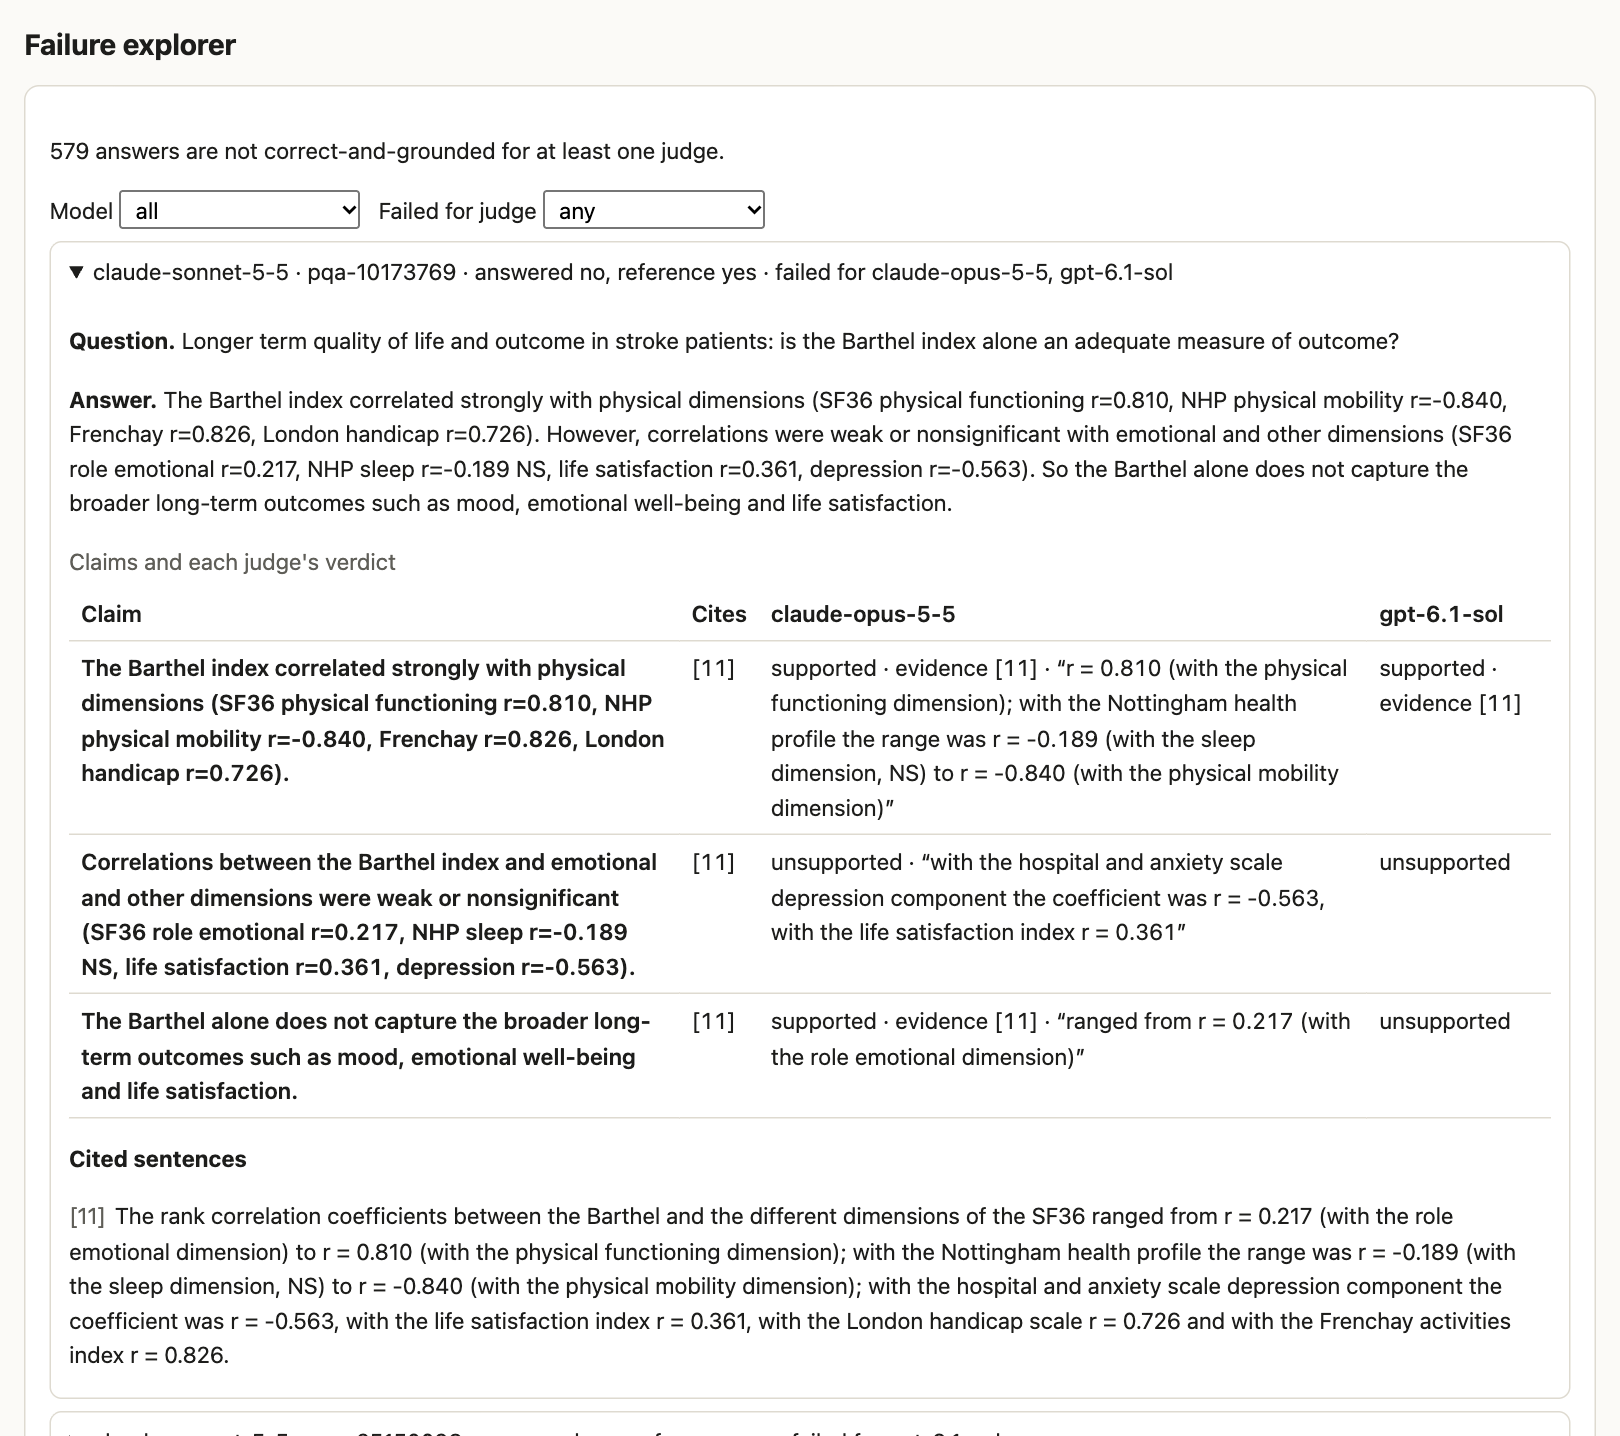 Failure explorer
579 answers are not correct-and-grounded for at least one judge.
Model all Failed for judge any
▼ claude-sonnet-5-5 · pqa-10173769 · answered no, reference yes · failed for claude-opus-5-5, gpt-6.1-sol
Question. Longer term quality of life and outcome in stroke patients: is the Barthel index alone an adequate measure of outcome?
Answer. The Barthel index correlated strongly with physical dimensions (SF36 physical functioning r=0.810, NHP physical mobility r=-0.840,
Frenchay r=0.826, London handicap r=0.726). However, correlations were weak or nonsignificant with emotional and other dimensions (SF36
role emotional r=0.217, NHP sleep r=-0.189 NS, life satisfaction r=0.361, depression r=-0.563). So the Barthel alone does not capture the
broader long-term outcomes such as mood, emotional well-being and life satisfaction.
Claims and each judge's verdict
Claim Cites claude-opus-5-5 gpt-6.1-sol
The Barthel index correlated strongly with physical [11] supported · evidence [11] · “r = 0.810 (with the physical supported ·
dimensions (SF36 physical functioning r=0.810, NHP functioning dimension); with the Nottingham health evidence [11]
physical mobility r=-0.840, Frenchay r=0.826, London profile the range was r = -0.189 (with the sleep
handicap r=0.726). dimension, NS) to r = -0.840 (with the physical mobility
dimension)”
Correlations between the Barthel index and emotional [11] unsupported · “with the hospital and anxiety scale unsupported
and other dimensions were weak or nonsignificant depression component the coefficient was r = -0.563,
(SF36 role emotional r=0.217, NHP sleep r=-0.189 with the life satisfaction index r = 0.361”
NS, life satisfaction r=0.361, depression r=-0.563).
The Barthel alone does not capture the broader long- [11] supported · evidence [11] · “ranged from r = 0.217 (with unsupported
term outcomes such as mood, emotional well-being the role emotional dimension)”
and life satisfaction.
Cited sentences
[11] The rank correlation coefficients between the Barthel and the different dimensions of the SF36 ranged from r = 0.217 (with the role
emotional dimension) to r = 0.810 (with the physical functioning dimension); with the Nottingham health profile the range was r = -0.189 (with
the sleep dimension, NS) to r = -0.840 (with the physical mobility dimension); with the hospital and anxiety scale depression component the
coefficient was r = -0.563, with the life satisfaction index r = 0.361, with the London handicap scale r = 0.726 and with the Frenchay activities
index r = 0.826.